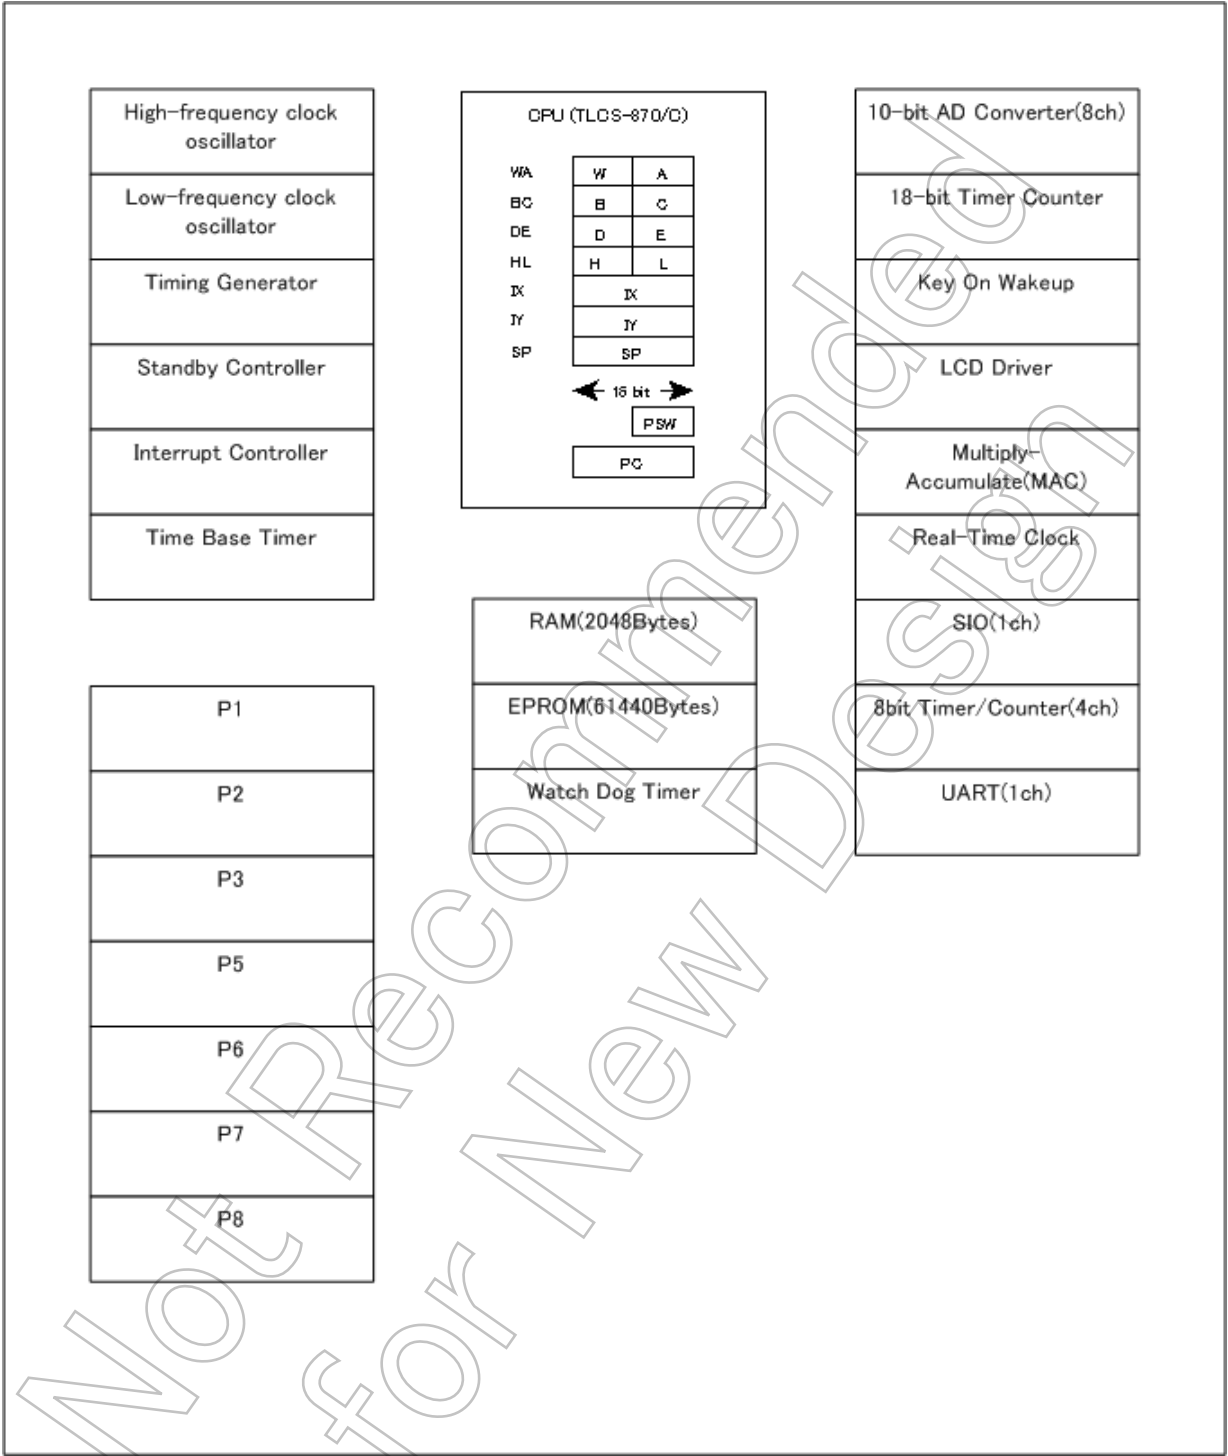 High-frequency clock
oscillator
Low-frequency clock
oscillator
Timing Generator
Standby Controller
Interrupt Controller
Time Base Timer
CPU (TLCS-870/C)
WA W A
BC B C
DE D E
HL H L
IX IX
IY IY
SP SP
16 bit
PSW
PC
10-bit AD Converter(8ch)
18-bit Timer Counter
Key On Wakeup
LCD Driver
Multiply-
Accumulate(MAC)
Real-Time Clock
SIO(1ch)
8bit Timer/Counter(4ch)
UART(1ch)
RAM(2048Bytes)
EPROM(61440Bytes)
Watch Dog Timer
P1
P2
P3
P5
P6
P7
P8
Not Recommended
for New Design